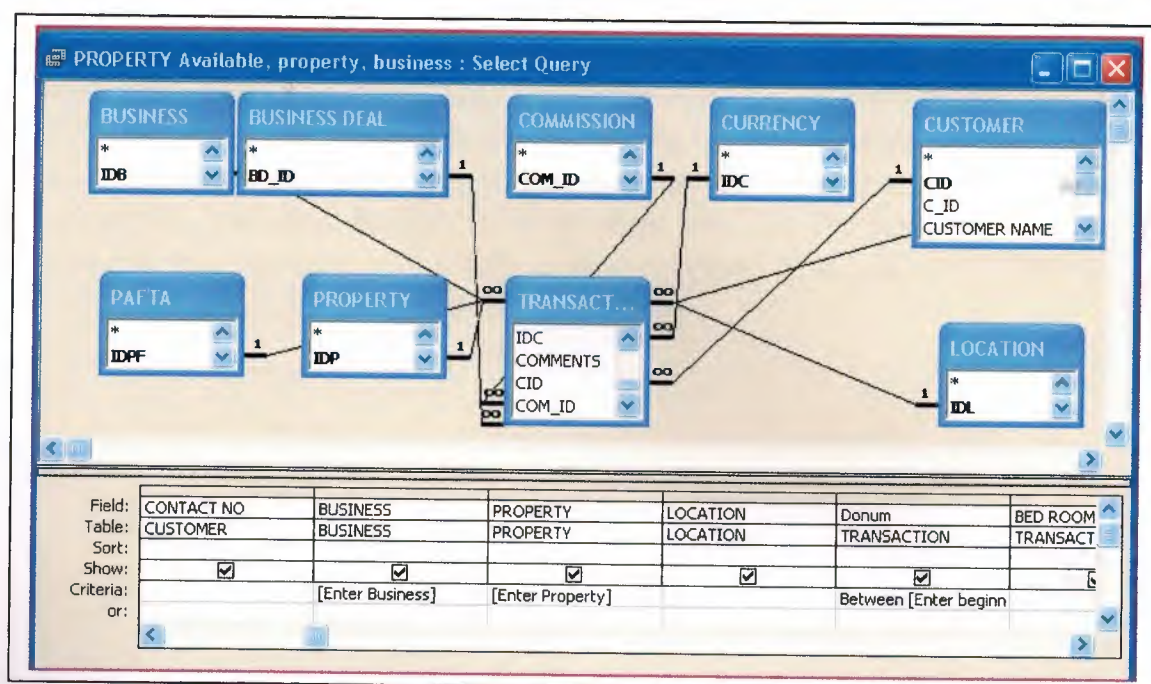 PROPERTY Available, property, business : Select Query
BUSINESS
*
IDB
BUSINESS DEAL
*
BD_ID
1
COMMISSION
*
COM_ID
1
CURRENCY
*
IDC
1
CUSTOMER
*
CID
C_ID
CUSTOMER NAME
1
PAFTA
*
IDPF
1
PROPERTY
*
IDP
1
TRANSACT...
IDC
COMMENTS
CID
COM_ID
∞
∞
∞
∞
∞
∞
LOCATION
*
IDL
1
Field: CONTACT NO BUSINESS PROPERTY LOCATION Donum BED ROOM
Table: CUSTOMER BUSINESS PROPERTY LOCATION TRANSACTION TRANSACT
Sort:
Show:
Criteria: [Enter Business] [Enter Property] Between [Enter beginn
or: